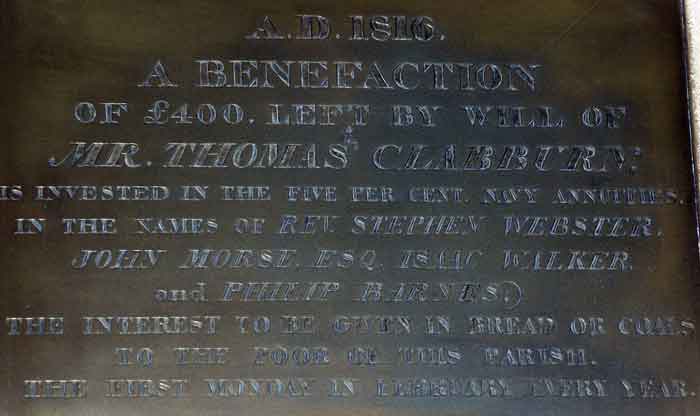 A.D. 1816.
A BENEFACTION
OF £400. LEFT BY WILL OF
MR. THOMAS CLABBURN;
IS INVESTED IN THE FIVE PER CENT. NAVY ANNUITIES.
IN THE NAMES OF REV. STEPHEN WEBSTER.
JOHN MORSE. ESQ. ISAAC WALKER.
and PHILIP BARNES.
THE INTEREST TO BE GIVEN IN BREAD OR COALS
TO THE POOR OF THIS PARISH.
THE FIRST MONDAY IN FEBRUARY EVERY YEAR.